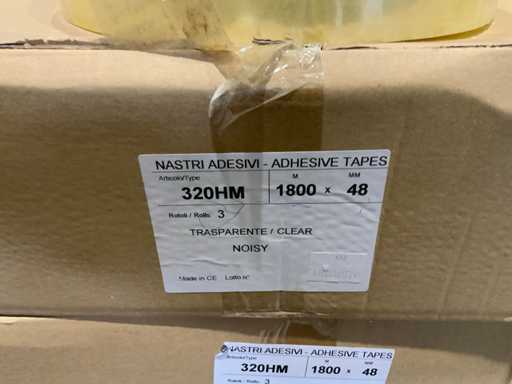 NASTRI ADESIVI - ADHESIVE TAPES
Articolo/Type M MM
320HM 1800 x 48
Rotoli / Rolls 3
TRASPARENTE / CLEAR
NOISY
Made in CE Lotto n°
NASTRI ADESIVI - ADHESIVE TAPES
Articolo/Type M MM
320HM 1800 x 48
Rotoli / Rolls 3